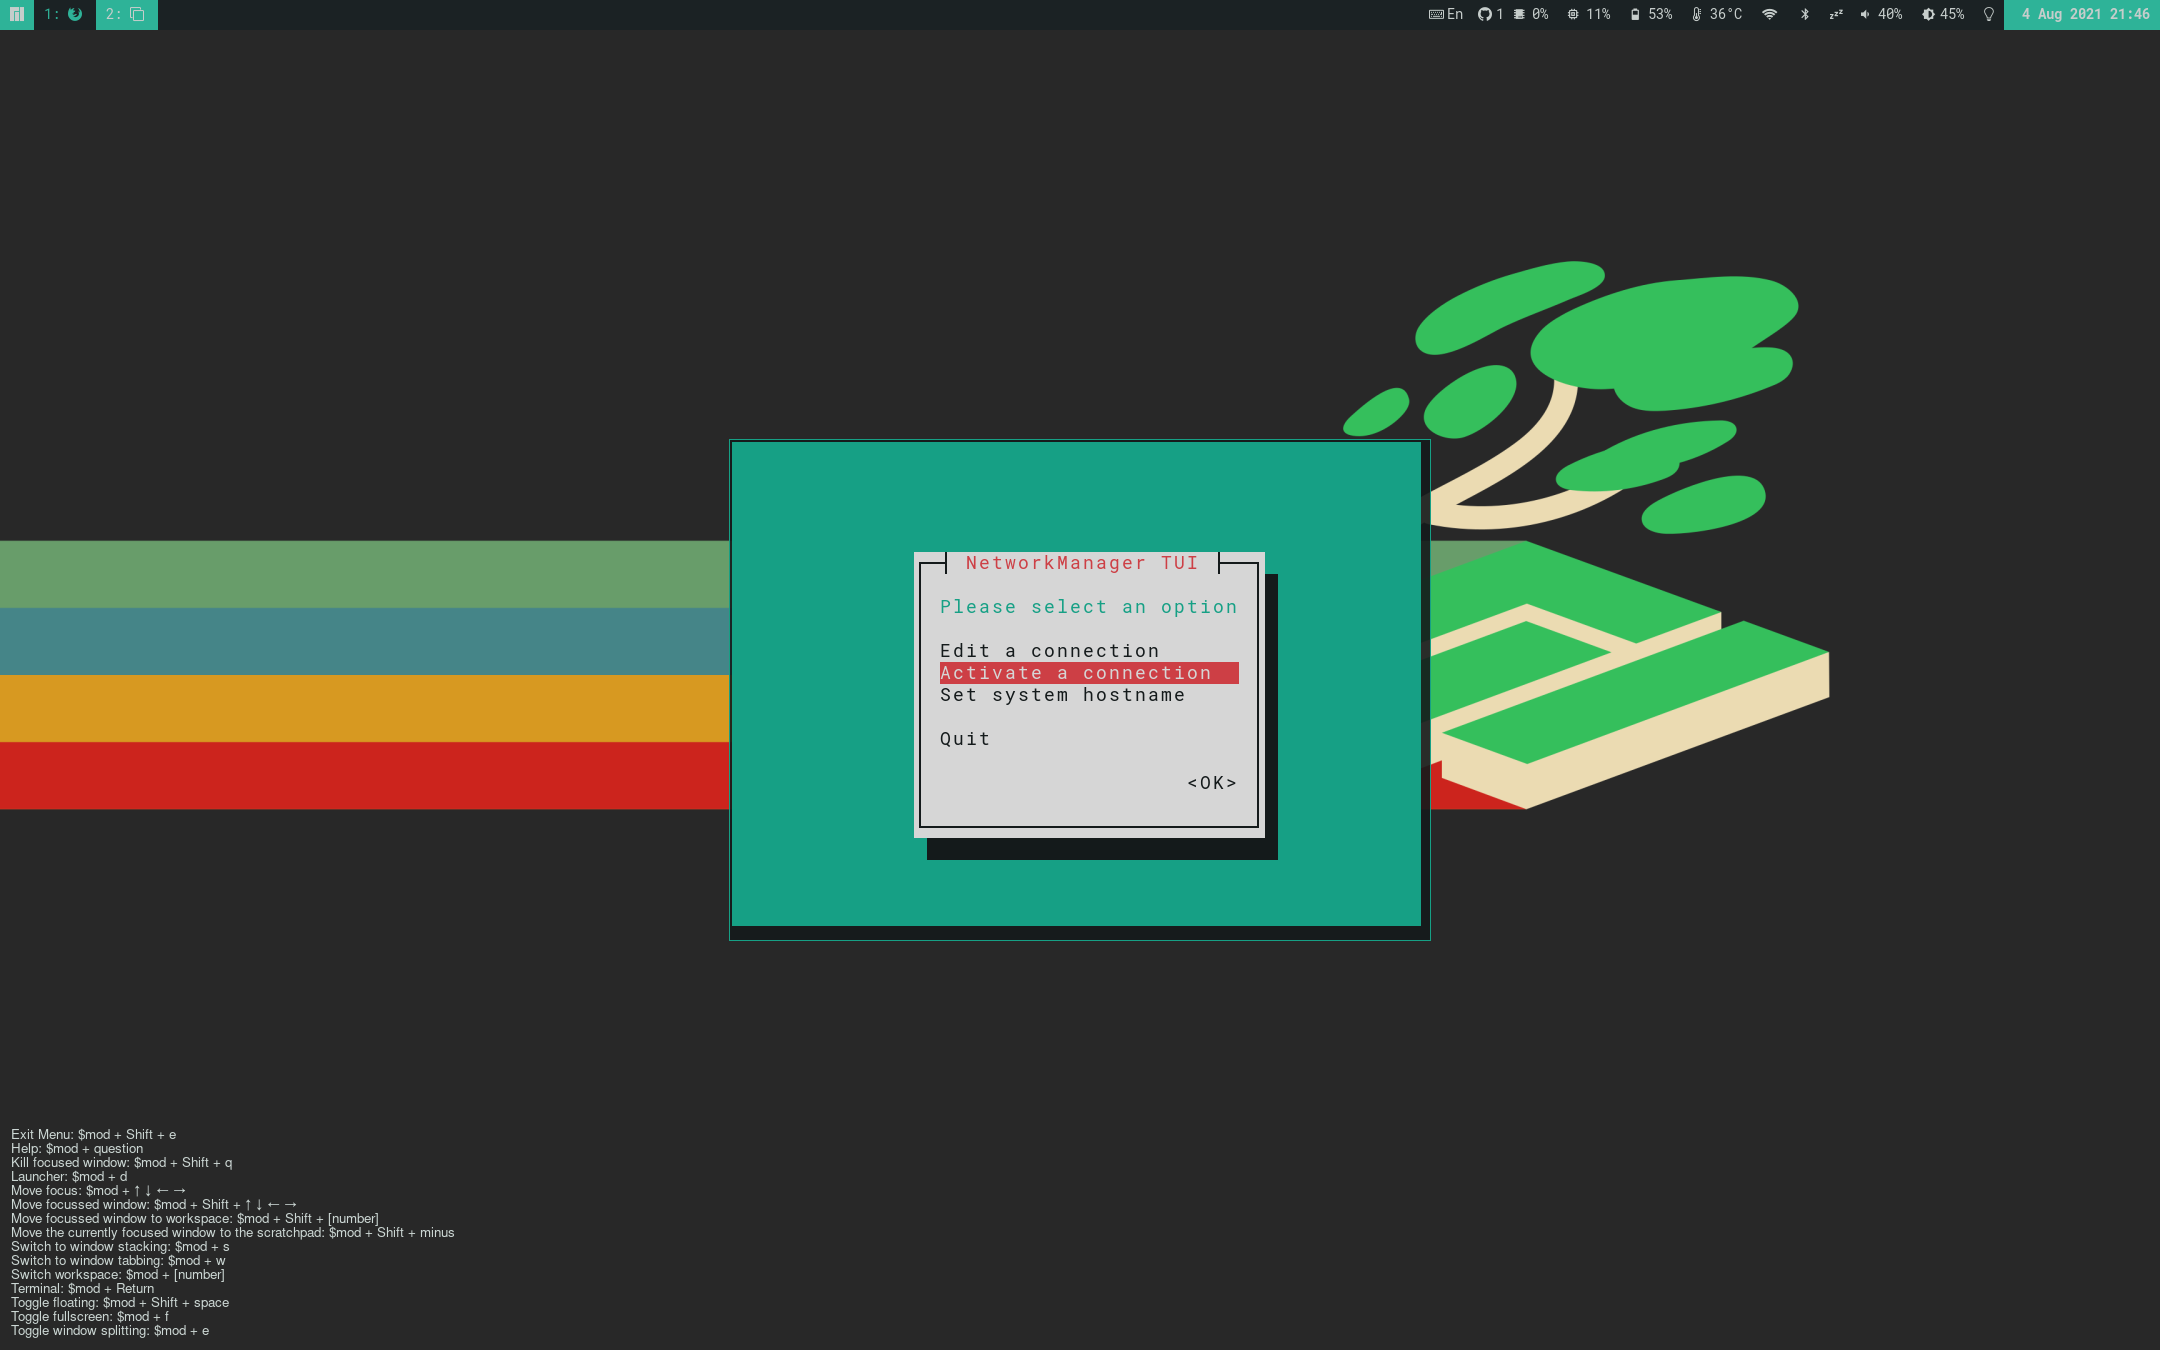 1: 2: En 1 0% 11% 53% 36°C zzz 40% 45% 4 Aug 2021 21:46
NetworkManager TUI
Please select an option
Edit a connection
Activate a connection
Set system hostname
Quit
<OK>
Exit Menu: $mod + Shift + e
Help: $mod + question
Kill focused window: $mod + Shift + q
Launcher: $mod + d
Move focus: $mod + ↑ ↓ ← →
Move focussed window: $mod + Shift + ↑ ↓ ← →
Move focussed window to workspace: $mod + Shift + [number]
Move the currently focused window to the scratchpad: $mod + Shift + minus
Switch to window stacking: $mod + s
Switch to window tabbing: $mod + w
Switch workspace: $mod + [number]
Terminal: $mod + Return
Toggle floating: $mod + Shift + space
Toggle fullscreen: $mod + f
Toggle window splitting: $mod + e